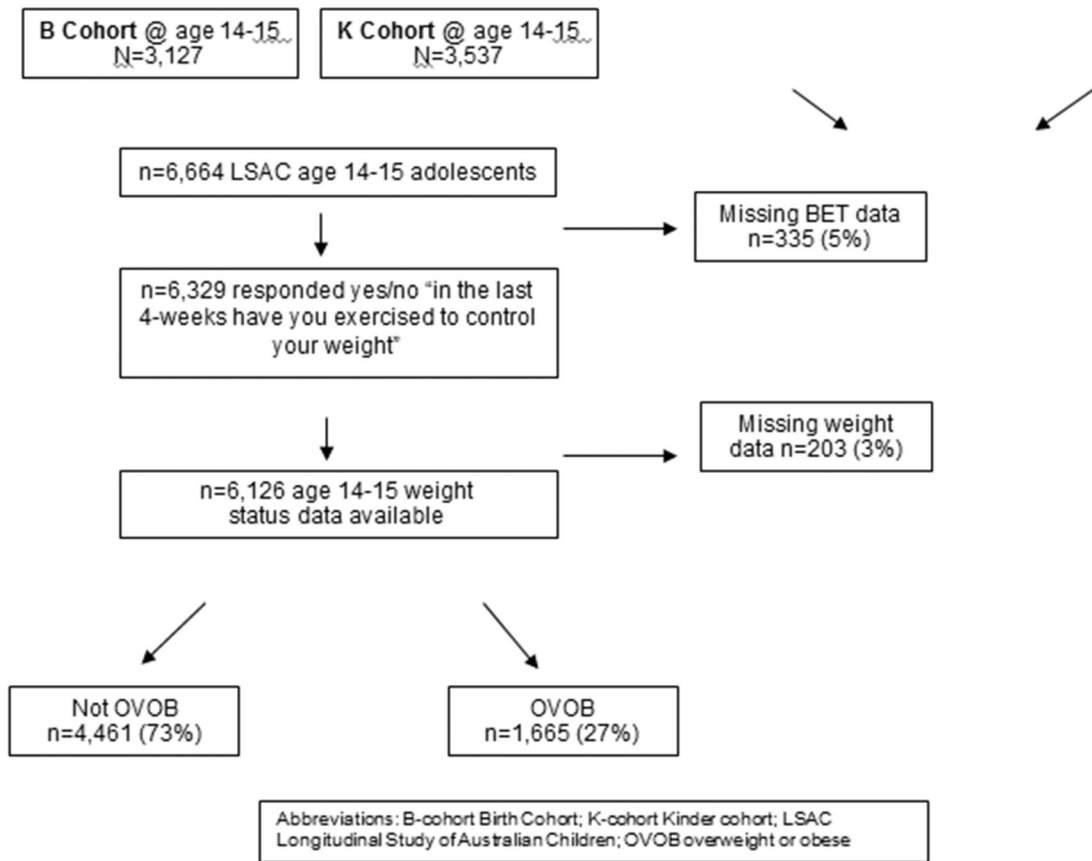 B Cohort @ age 14-15
N=3,127
K Cohort @ age 14-15
N=3,537
n=6,664 LSAC age 14-15 adolescents
Missing BET data
n=335 (5%)
n=6,329 responded yes/no “in the last
4-weeks have you exercised to control
your weight”
Missing weight
data n=203 (3%)
n=6,126 age 14-15 weight
status data available
Not OVOB
n=4,461 (73%)
OVOB
n=1,665 (27%)
Abbreviations: B-cohort Birth Cohort; K-cohort Kinder cohort; LSAC
Longitudinal Study of Australian Children; OVOB overweight or obese